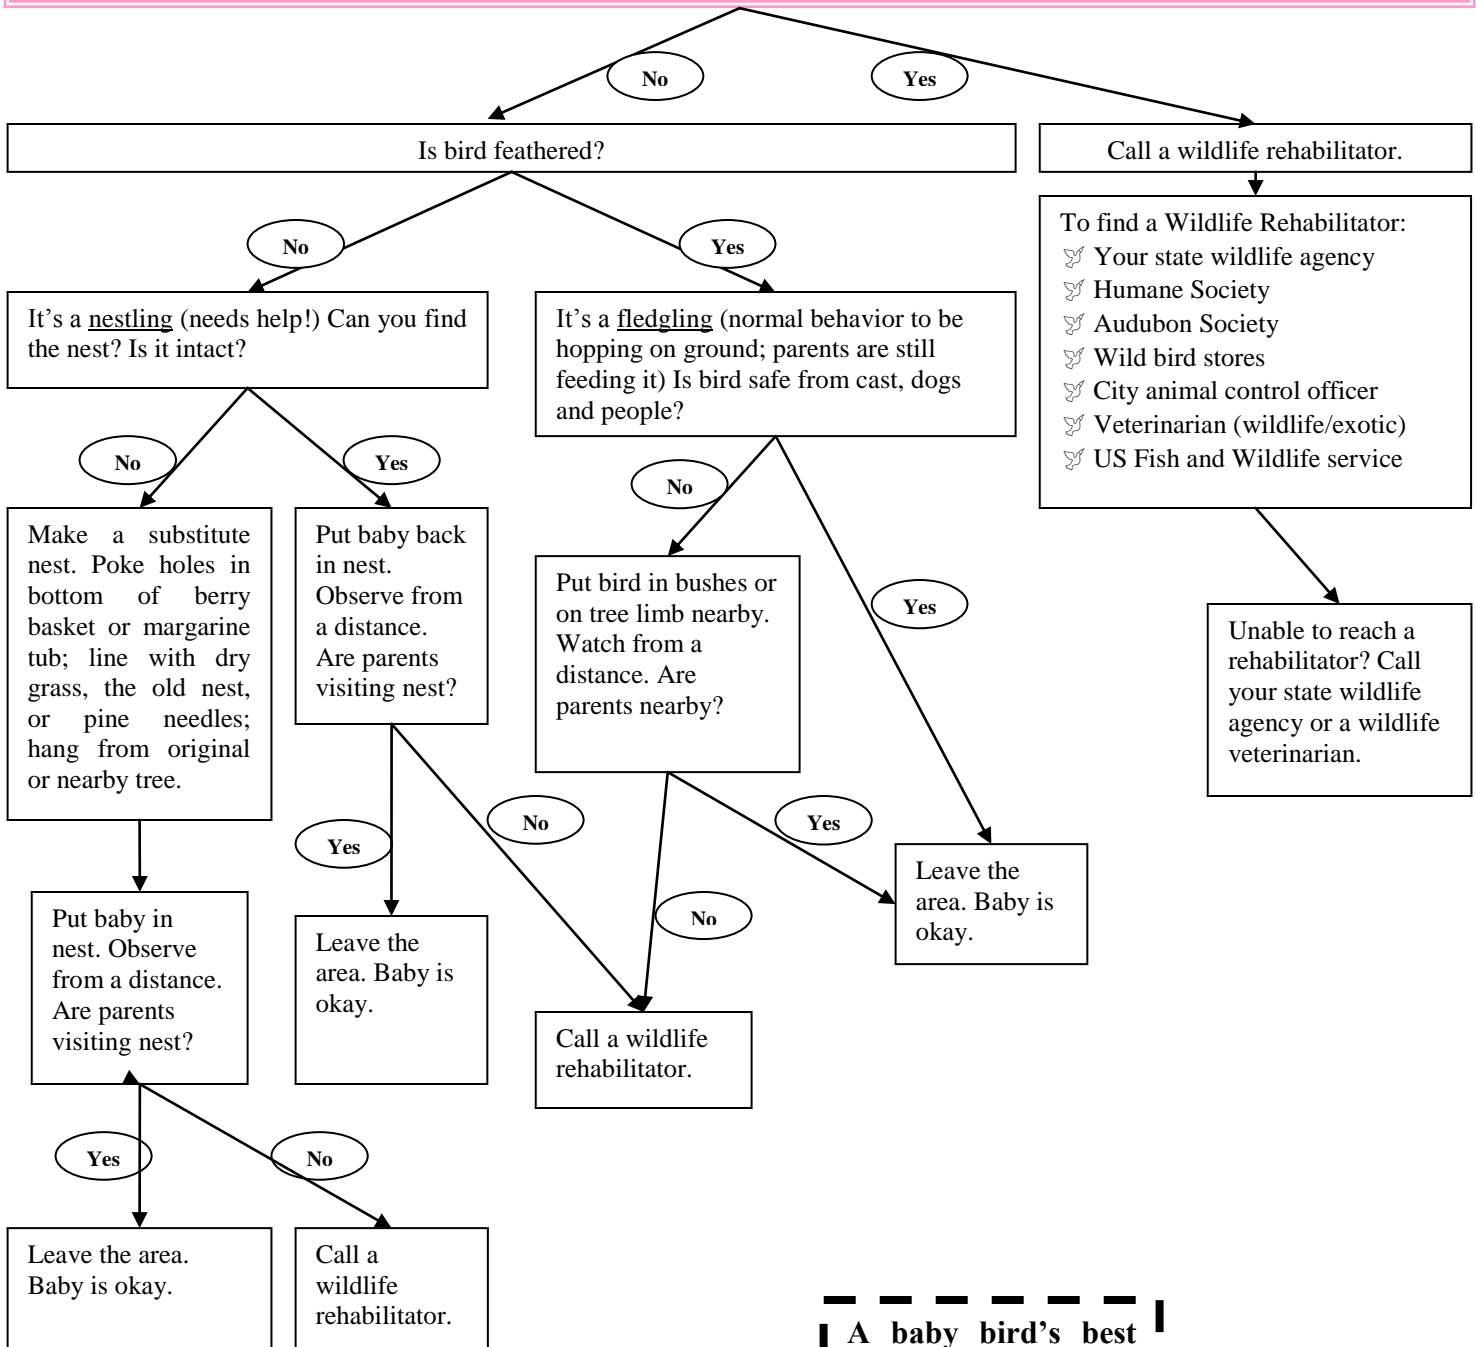 No
Yes
Is bird feathered?
Call a wildlife rehabilitator.
No
Yes
To find a Wildlife Rehabilitator:
Your state wildlife agency
Humane Society
Audubon Society
Wild bird stores
City animal control officer
Veterinarian (wildlife/exotic)
US Fish and Wildlife service
It's a nestling (needs help!) Can you find
the nest? Is it intact?
It's a fledgling (normal behavior to be
hopping on ground; parents are still
feeding it) Is bird safe from cast, dogs
and people?
No
Yes
No
Yes
Make a substitute
nest. Poke holes in
bottom of berry
basket or margarine
tub; line with dry
grass, the old nest,
or pine needles;
hang from original
or nearby tree.
Put baby back
in nest.
Observe from
a distance.
Are parents
visiting nest?
Put bird in bushes or
on tree limb nearby.
Watch from a
distance. Are
parents nearby?
Unable to reach a
rehabilitator? Call
your state wildlife
agency or a wildlife
veterinarian.
Yes
No
No
Yes
Put baby in
nest. Observe
from a distance.
Are parents
visiting nest?
Leave the
area. Baby is
okay.
Call a wildlife
rehabilitator.
Leave the
area. Baby is
okay.
Yes
No
Leave the area.
Baby is okay.
Call a
wildlife
rehabilitator.
A baby bird's best